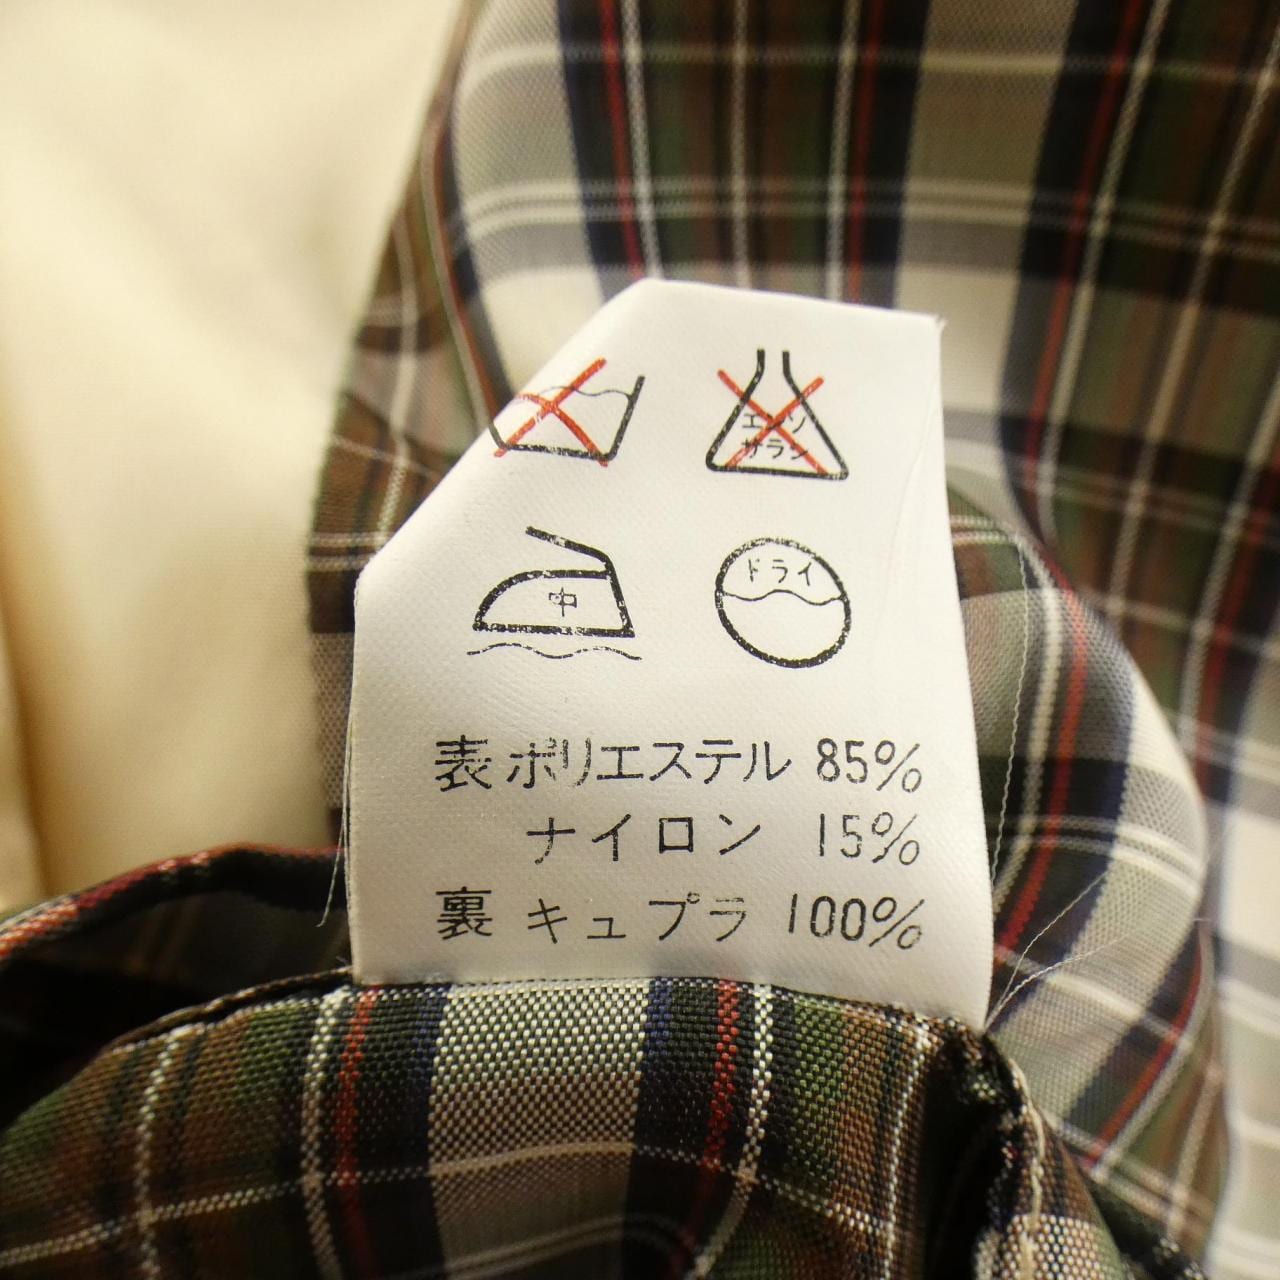 エンソ
サラシ
中
ドライ
表 ポリエステル 85%
ナイロン 15%
裏 キュプラ 100%